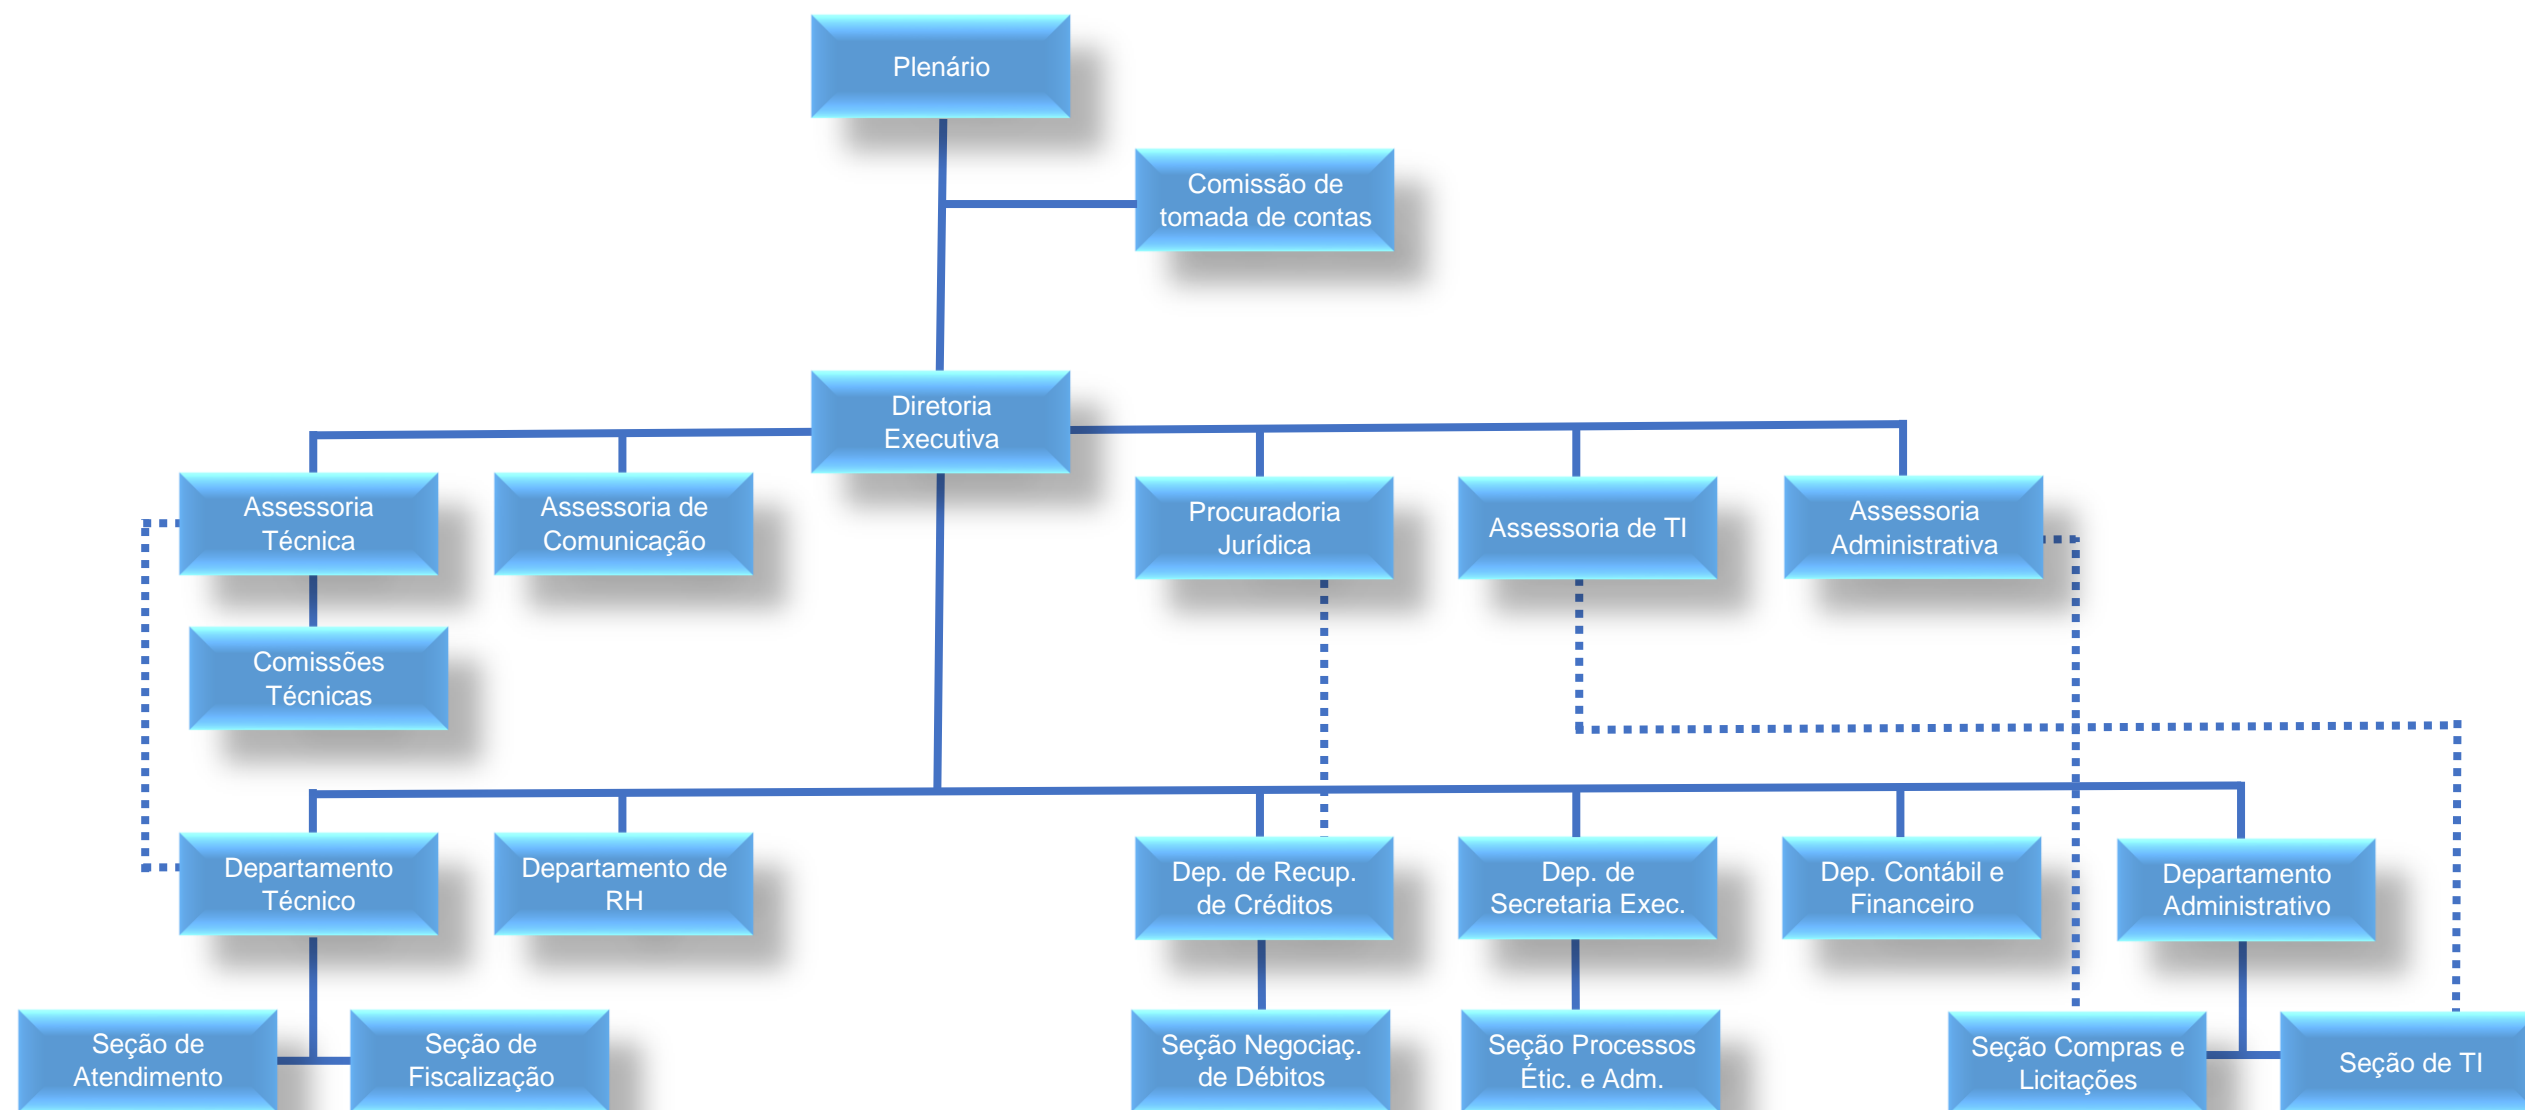 Plenário
Comissão de
tomada de contas
Diretoria
Executiva
Assessoria
Técnica
Assessoria de
Comunicação
Procuradoria
Jurídica
Assessoria de TI
Assessoria
Administrativa
Comissões
Técnicas
Departamento
Técnico
Departamento de
RH
Dep. de Recup.
de Créditos
Dep. de
Secretaria Exec.
Dep. Contábil e
Financeiro
Departamento
Administrativo
Seção de
Atendimento
Seção de
Fiscalização
Seção Negociaç.
de Débitos
Seção Processos
Étic. e Adm.
Seção Compras e
Licitações
Seção de TI